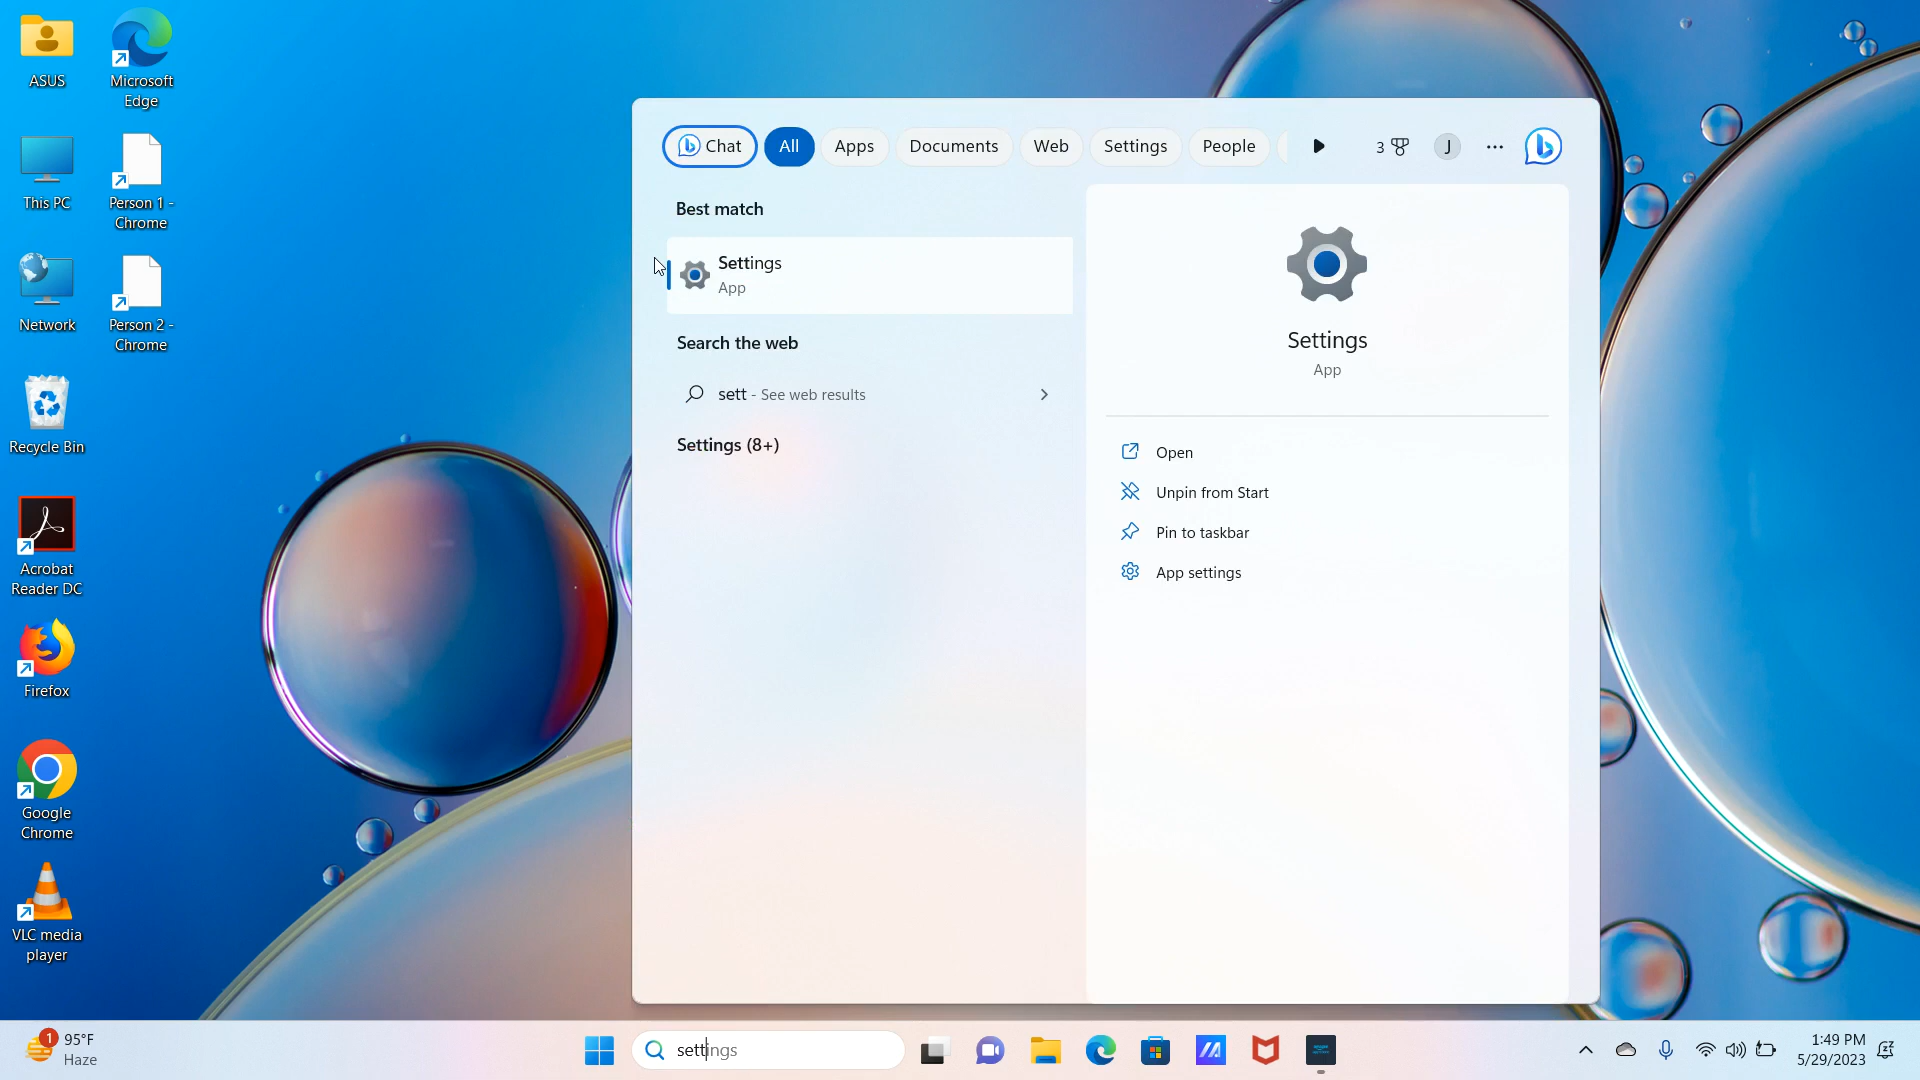 ASUS
Microsoft
Edge
This PC
Person 1 -
Chrome
Network
Person 2 -
Chrome
Recycle Bin
Acrobat
Reader DC
Firefox
Google
Chrome
VLC media
player
Chat
All
Apps
Documents
Web
Settings
People
3
J
Best match
Settings
App
Search the web
sett - See web results
Settings (8+)
Settings
App
Open
Unpin from Start
Pin to taskbar
App settings
1
95°F
Haze
settings
1:49 PM
5/29/2023